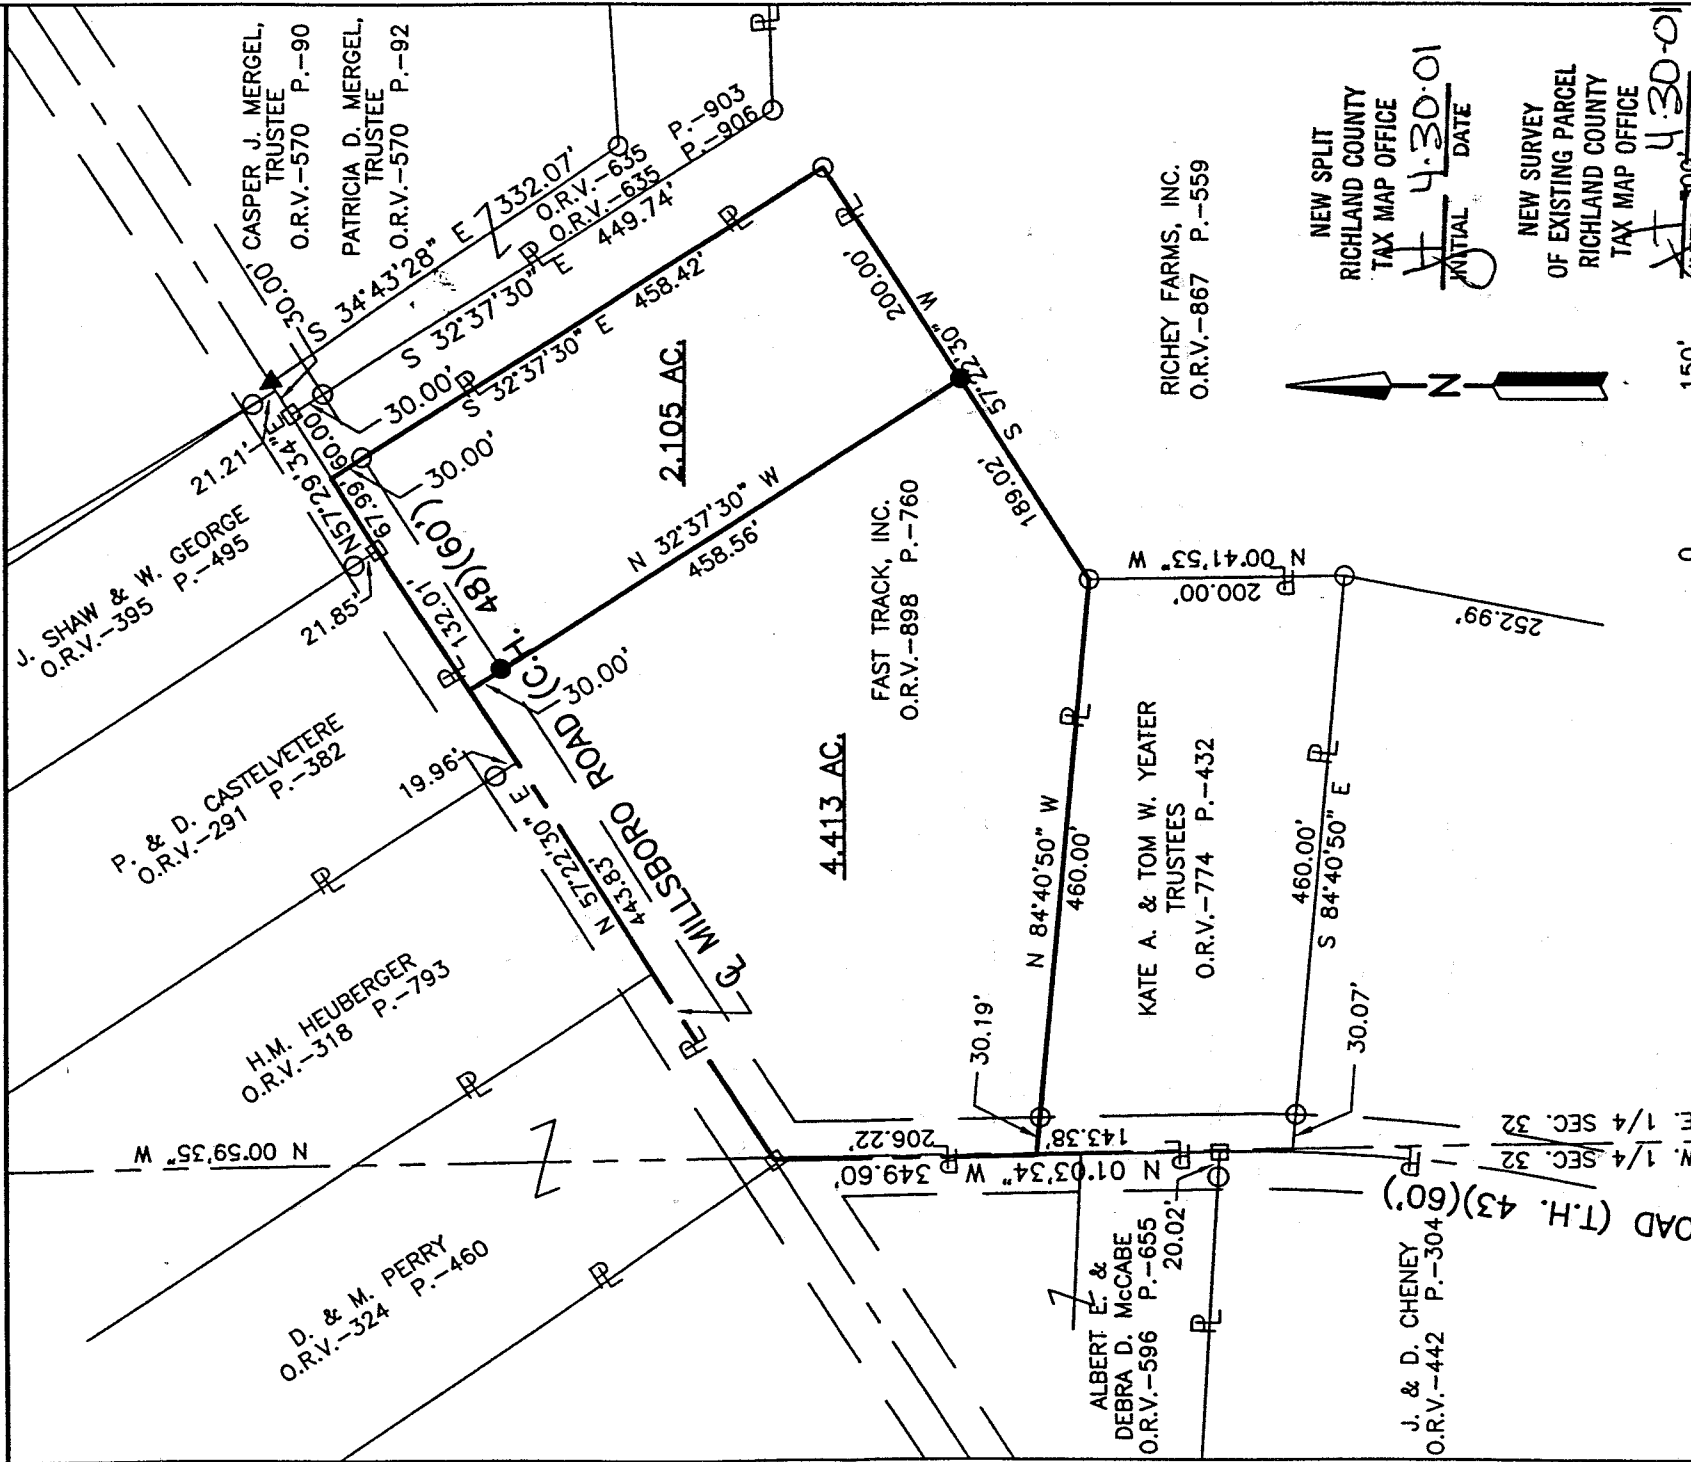 CASPER J. MERGEL,
TRUSTEE
O.R.V.-570 P.-90
PATRICIA D. MERGEL,
TRUSTEE
O.R.V.-570 P.-92
J. SHAW & W. GEORGE
O.R.V.-395 P.-495
P. & D. CASTELVETERE
O.R.V.-291 P.-382
H.M. HEUBERGER
O.R.V.-318 P.-793
D. & M. PERRY
O.R.V.-324 P.-460
N 00°59'35" W
21.21'
30.00'
S 34°43'28" E 332.07'
O.R.V.-635 P.-903
O.R.V.-635 P.-906
S 32°37'30" E 449.74'
30.00'
S 32°37'30" E 458.42'
30.00'
N57°29'34"E
60.00'
67.99'
132.01'
21.85'
19.96'
30.00'
N 57°22'30" E
443.83'
℄ MILLSBORO ROAD (C.H. 48)(60')
2.105 AC.
N 32°37'30" W
458.56'
200.00'
S 57°22'30" W
189.02'
FAST TRACK, INC.
O.R.V.-898 P.-760
4.413 AC.
RICHEY FARMS, INC.
O.R.V.-867 P.-559
N 84°40'50" W
460.00'
N 00°41'53" W
200.00'
252.99'
KATE A. & TOM W. YEATER
TRUSTEES
O.R.V.-774 P.-432
460.00'
S 84°40'50" E
30.19'
30.07'
206.22'
143.38'
N 01°03'34" W 349.60'
20.02'
ALBERT E. &
DEBRA D. McCABE
O.R.V.-596 P.-655
J. & D. CHENEY
O.R.V.-442 P.-304
OAD (T.H. 43)(60')
E. 1/4 SEC. 32
W. 1/4 SEC. 32
NEW SPLIT
RICHLAND COUNTY
TAX MAP OFFICE
4.30.01
INITIAL DATE
NEW SURVEY
OF EXISTING PARCEL
RICHLAND COUNTY
TAX MAP OFFICE
4.30-01
N
0 150'